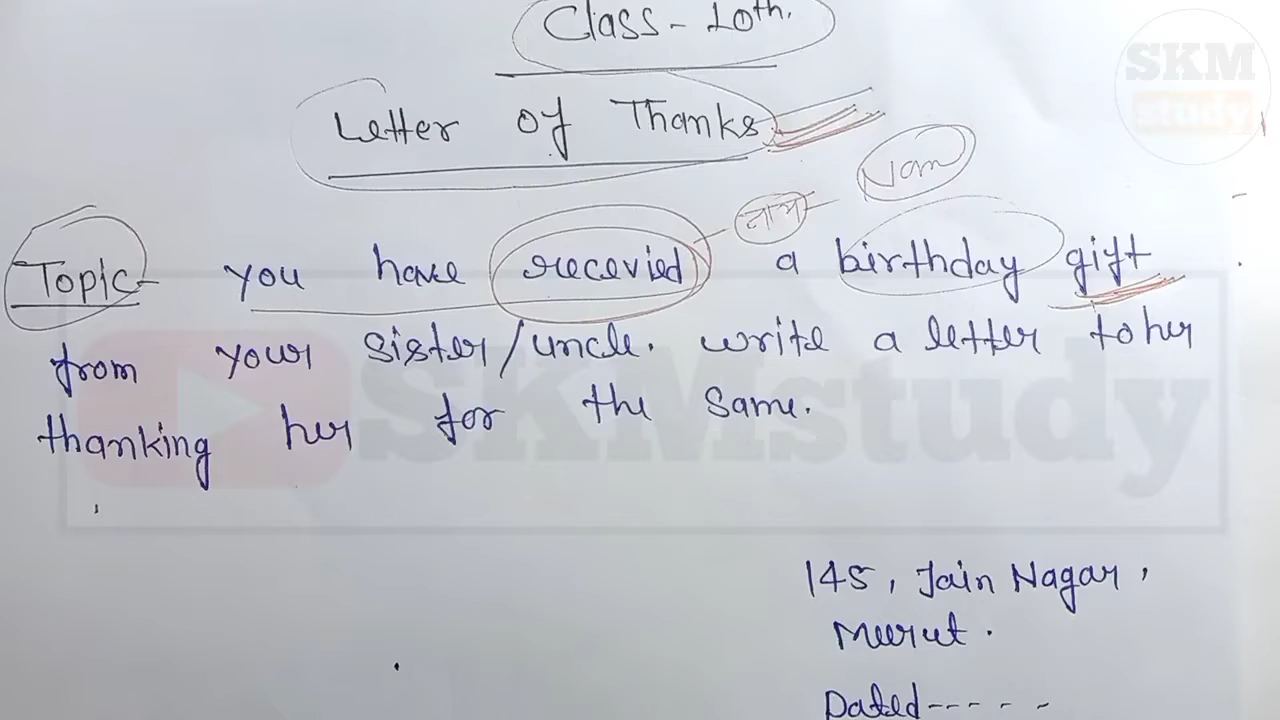 Class - 10th.
Letter of Thanks
Nam
नाम
Topic - you have recevied a birthday gift
from your sister/uncle. write a letter to her
thanking her for the same.
145, Jain Nagar,
Meerut.
Dated-----
SKM
study
SKMstudy